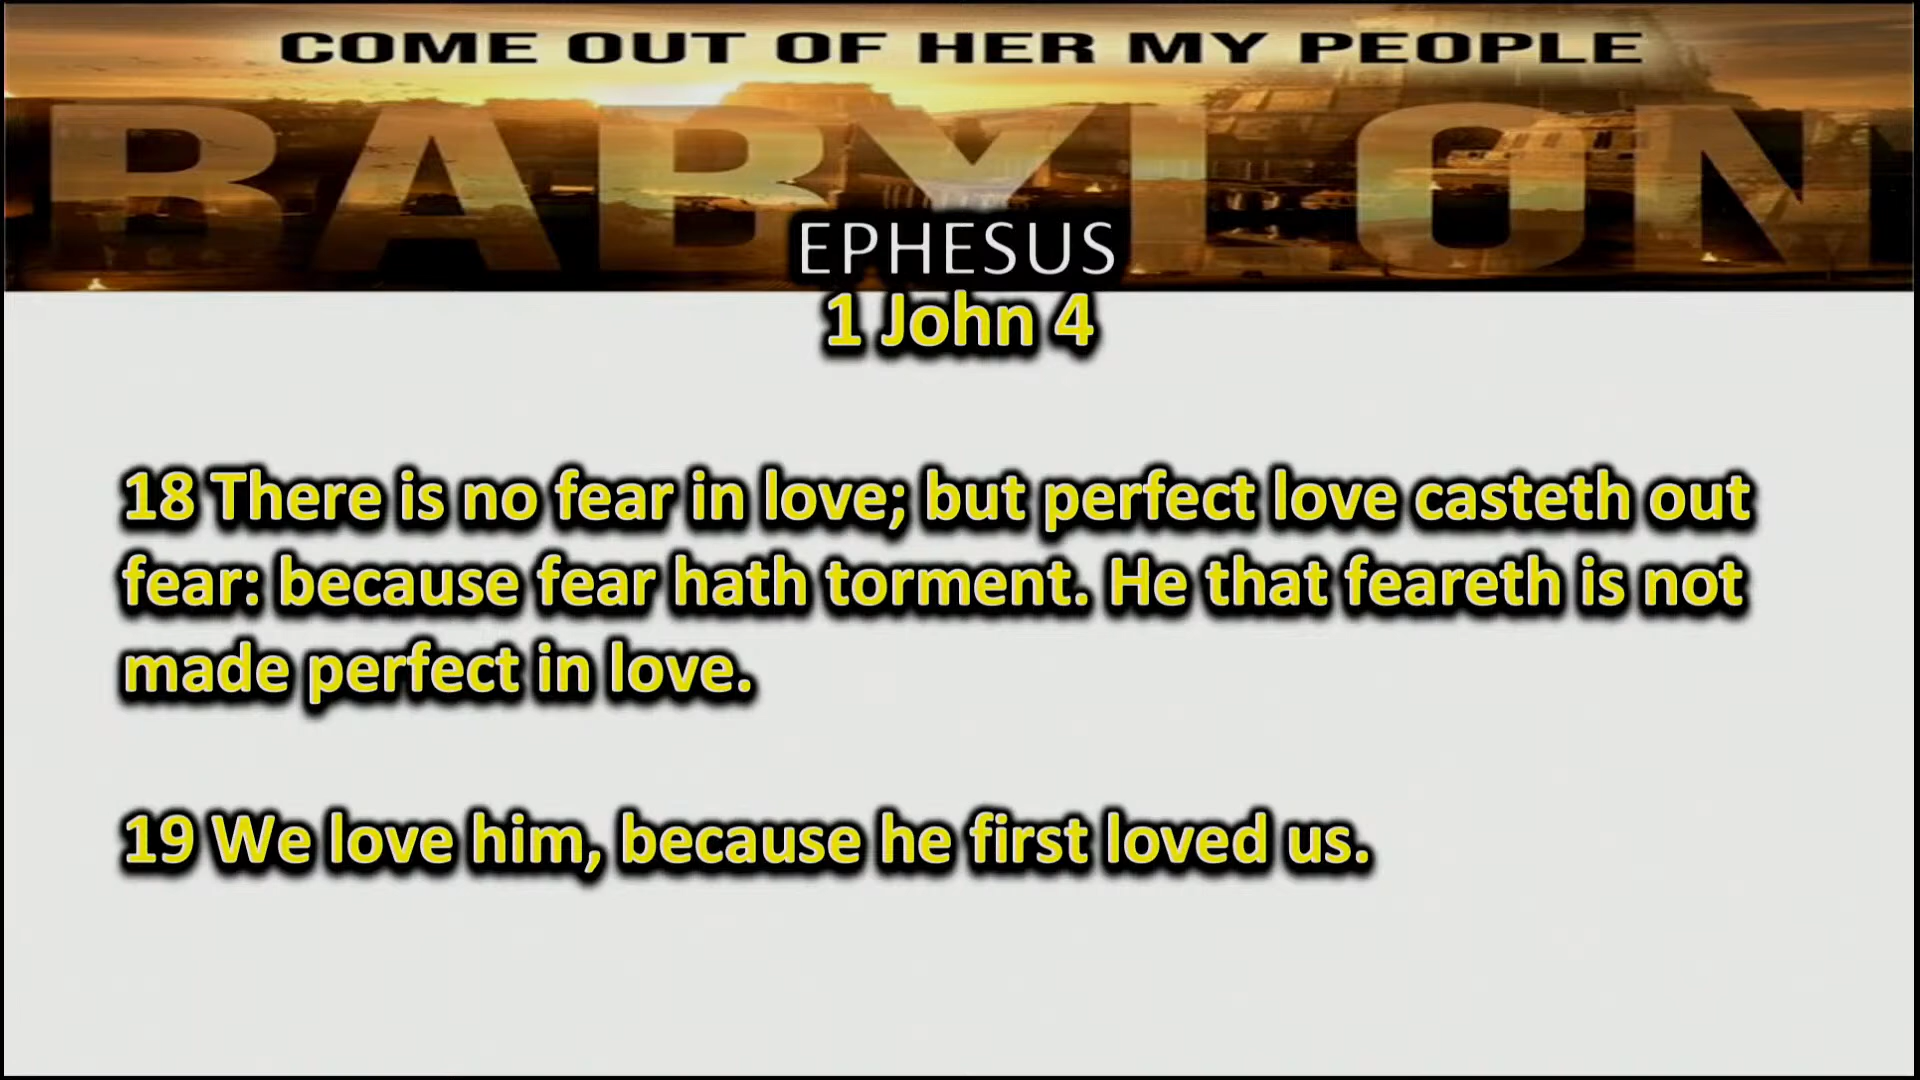 COME OUT OF HER MY PEOPLE
BABYLON
EPHESUS
1 John 4
18 There is no fear in love; but perfect love casteth out
fear: because fear hath torment. He that feareth is not
made perfect in love.
19 We love him, because he first loved us.